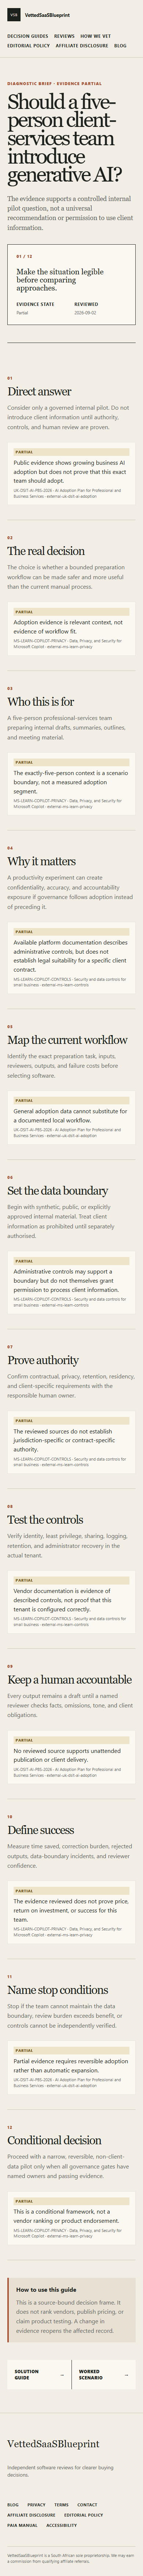 VSB VettedSaaSBlueprint
DECISION GUIDES REVIEWS HOW WE VET
EDITORIAL POLICY AFFILIATE DISCLOSURE BLOG
DIAGNOSTIC BRIEF · EVIDENCE PARTIAL
Should a five-
person client-
services team
introduce
generative AI?
The evidence supports a controlled internal
pilot question, not a universal
recommendation or permission to use client
information.
01 / 12
Make the situation legible
before comparing
approaches.
EVIDENCE STATE REVIEWED
Partial 2026-09-02
01
Direct answer
Consider only a governed internal pilot. Do not
introduce client information until authority,
controls, and human review are proven.
PARTIAL
Public evidence shows growing business AI
adoption but does not prove that this exact
team should adopt.
UK-DSIT-AI-PBS-2026 · AI Adoption Plan for Professional and
Business Services · external-uk-dsit-ai-adoption
02
The real decision
The choice is whether a bounded preparation
workflow can be made safer and more useful
than the current manual process.
PARTIAL
Adoption evidence is relevant context, not
evidence of workflow fit.
MS-LEARN-COPILOT-PRIVACY · Data, Privacy, and Security for
Microsoft Copilot · external-ms-learn-privacy
03
Who this is for
A five-person professional-services team
preparing internal drafts, summaries, outlines,
and meeting material.
PARTIAL
The exactly-five-person context is a scenario
boundary, not a measured adoption
segment.
MS-LEARN-COPILOT-PRIVACY · Data, Privacy, and Security for
Microsoft Copilot · external-ms-learn-privacy
04
Why it matters
A productivity experiment can create
confidentiality, accuracy, and accountability
exposure if governance follows adoption instead
of preceding it.
PARTIAL
Available platform documentation describes
administrative controls, but does not
establish legal suitability for a specific client
contract.
MS-LEARN-COPILOT-CONTROLS · Security and data controls for
small business · external-ms-learn-controls
05
Map the current workflow
Identify the exact preparation task, inputs,
reviewers, outputs, and failure costs before
selecting software.
PARTIAL
General adoption data cannot substitute for
a documented local workflow.
UK-DSIT-AI-PBS-2026 · AI Adoption Plan for Professional and
Business Services · external-uk-dsit-ai-adoption
06
Set the data boundary
Begin with synthetic, public, or explicitly
approved internal material. Treat client
information as prohibited until separately
authorised.
PARTIAL
Administrative controls may support a
boundary but do not themselves grant
permission to process client information.
MS-LEARN-COPILOT-CONTROLS · Security and data controls for
small business · external-ms-learn-controls
07
Prove authority
Confirm contractual, privacy, retention, residency,
and client-specific requirements with the
responsible human owner.
PARTIAL
The reviewed sources do not establish
jurisdiction-specific or contract-specific
authority.
MS-LEARN-COPILOT-CONTROLS · Security and data controls for
small business · external-ms-learn-controls
08
Test the controls
Verify identity, least privilege, sharing, logging,
retention, and administrator recovery in the
actual tenant.
PARTIAL
Vendor documentation is evidence of
described controls, not proof that this
tenant is configured correctly.
MS-LEARN-COPILOT-CONTROLS · Security and data controls for
small business · external-ms-learn-controls
09
Keep a human accountable
Every output remains a draft until a named
reviewer checks facts, omissions, tone, and client
obligations.
PARTIAL
No reviewed source supports unattended
publication or client delivery.
UK-DSIT-AI-PBS-2026 · AI Adoption Plan for Professional and
Business Services · external-uk-dsit-ai-adoption
10
Define success
Measure time saved, correction burden, rejected
outputs, data-boundary incidents, and reviewer
confidence.
PARTIAL
The evidence reviewed does not prove price,
return on investment, or success for this
team.
MS-LEARN-COPILOT-PRIVACY · Data, Privacy, and Security for
Microsoft Copilot · external-ms-learn-privacy
11
Name stop conditions
Stop if the team cannot maintain the data
boundary, review burden exceeds benefit, or
controls cannot be independently verified.
PARTIAL
Partial evidence requires reversible adoption
rather than automatic expansion.
UK-DSIT-AI-PBS-2026 · AI Adoption Plan for Professional and
Business Services · external-uk-dsit-ai-adoption
12
Conditional decision
Proceed with a narrow, reversible, non-client-
data pilot only when all governance gates have
named owners and passing evidence.
PARTIAL
This is a conditional framework, not a
vendor ranking or product endorsement.
MS-LEARN-COPILOT-PRIVACY · Data, Privacy, and Security for
Microsoft Copilot · external-ms-learn-privacy
How to use this guide
This is a source-bound decision frame. It
does not rank vendors, publish pricing, or
claim product testing. A change in
evidence reopens the affected record.
SOLUTION
GUIDE →
WORKED
SCENARIO →
VettedSaaSBlueprint
Independent software reviews for clearer buying
decisions.
BLOG PRIVACY TERMS CONTACT
AFFILIATE DISCLOSURE EDITORIAL POLICY
PAIA MANUAL ACCESSIBILITY
VettedSaaSBlueprint is a South African sole proprietorship. We may earn
a commission from qualifying affiliate referrals.